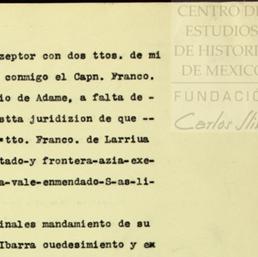 CENTRO DE
ESTUDIOS
DE HISTORIA
DE MEXICO
FUNDACIÓN
Carlos Slim
zeptor con dos ttos. de mi
conmigo el Capn. Franco.
io de Adame, a falta de -
stta juridizion de que --
tto. Franco. de Larriua
tado-y frontera-azia-exe-
a-vale-enmendado-S-as-li-
inales mandamiento de su
Ibarra ouedesimiento y ex